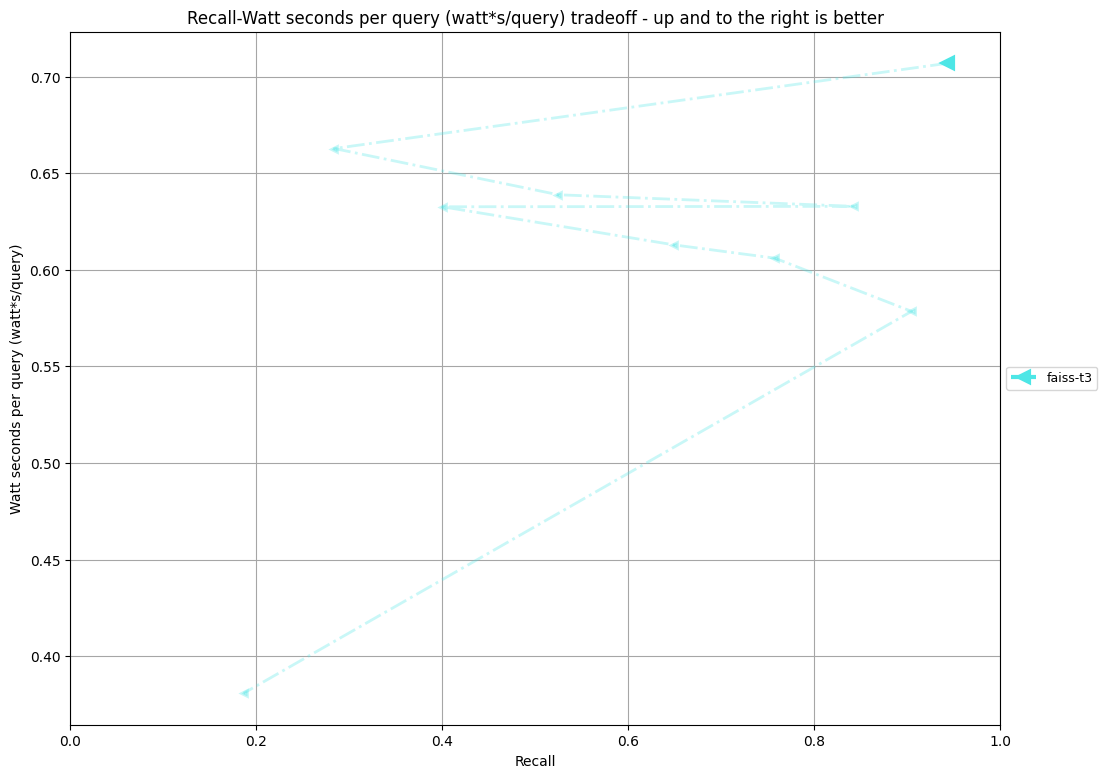 Recall-Watt seconds per query (watt*s/query) tradeoff - up and to the right is better
Watt seconds per query (watt*s/query)
0.70
0.65
0.60
0.55
0.50
0.45
0.40
0.0 0.2 0.4 0.6 0.8 1.0
Recall
faiss-t3